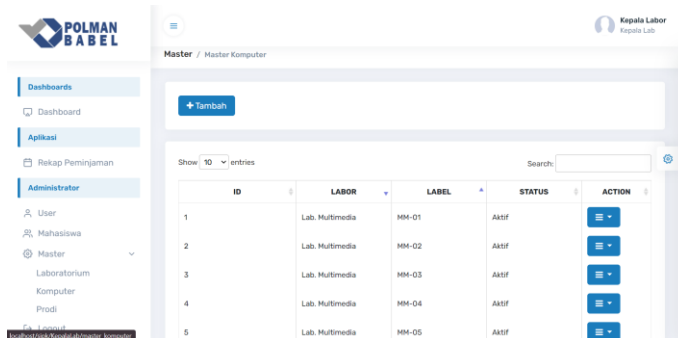 POLMAN
BABEL
Kepala Labor
Kepala Lab
Master / Master Komputer
Dashboards
Dashboard
Aplikasi
Rekap Peminjaman
Administrator
User
Mahasiswa
Master
Laboratorium
Komputer
Prodi
Logout
localhost/sipk/KepalaLab/master_komputer
+ Tambah
Show 10 entries
Search:
ID LABOR LABEL STATUS ACTION
1 Lab. Multimedia MM-01 Aktif
2 Lab. Multimedia MM-02 Aktif
3 Lab. Multimedia MM-03 Aktif
4 Lab. Multimedia MM-04 Aktif
5 Lab. Multimedia MM-05 Aktif